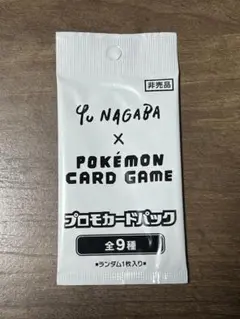 非売品
Yu NAGABA
×
POKÉMON
CARD GAME
プロモカードパック
全9種
●ランダム1枚入り●